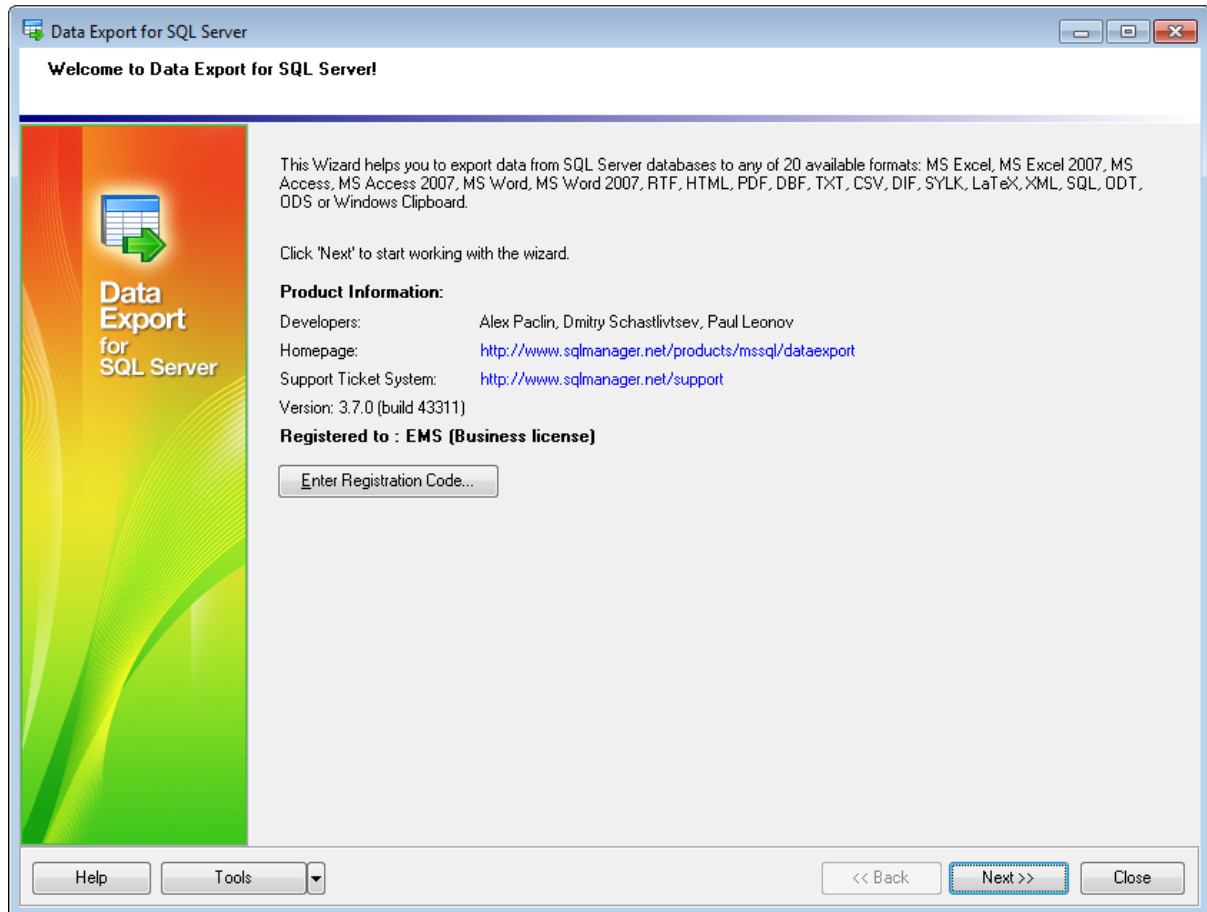 Data Export for SQL Server
Welcome to Data Export for SQL Server!
Data
Export
for
SQL Server
This Wizard helps you to export data from SQL Server databases to any of 20 available formats: MS Excel, MS Excel 2007, MS
Access, MS Access 2007, MS Word, MS Word 2007, RTF, HTML, PDF, DBF, TXT, CSV, DIF, SYLK, LaTeX, XML, SQL, ODT,
ODS or Windows Clipboard.
Click 'Next' to start working with the wizard.
Product Information:
Developers: Alex Paclin, Dmitry Schastlivtsev, Paul Leonov
Homepage: http://www.sqlmanager.net/products/mssql/dataexport
Support Ticket System: http://www.sqlmanager.net/support
Version: 3.7.0 (build 43311)
Registered to : EMS (Business license)
Enter Registration Code...
Help Tools << Back Next >> Close